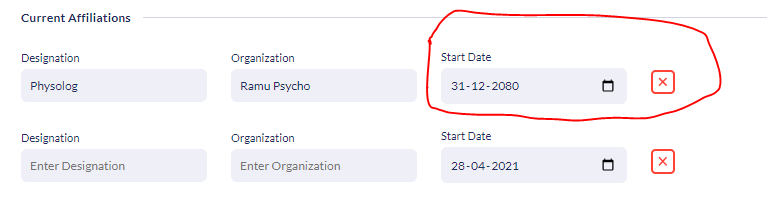 Current Affiliations
Designation Organization Start Date
Physolog Ramu Psycho 31-12-2080
Designation Organization Start Date
Enter Designation Enter Organization 28-04-2021